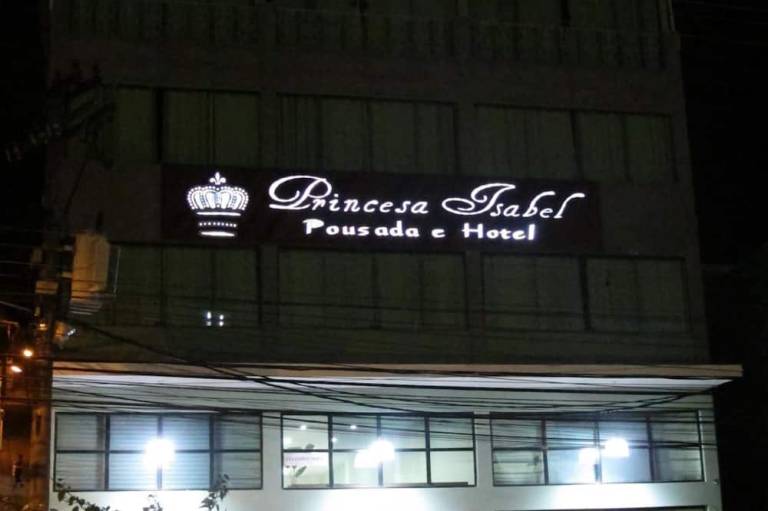 Princesa Isabel
Pousada e Hotel